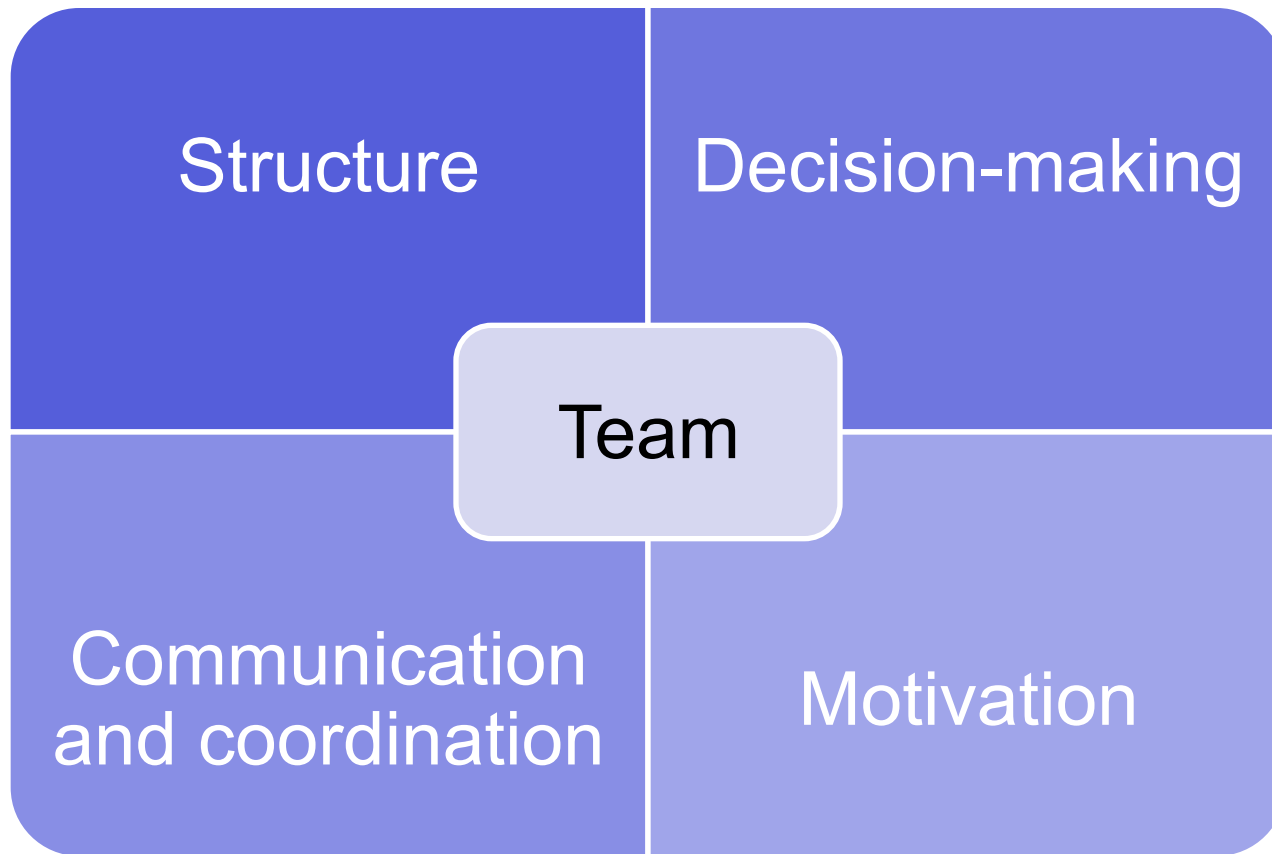 Structure
Decision-making
Team
Communication
and coordination
Motivation